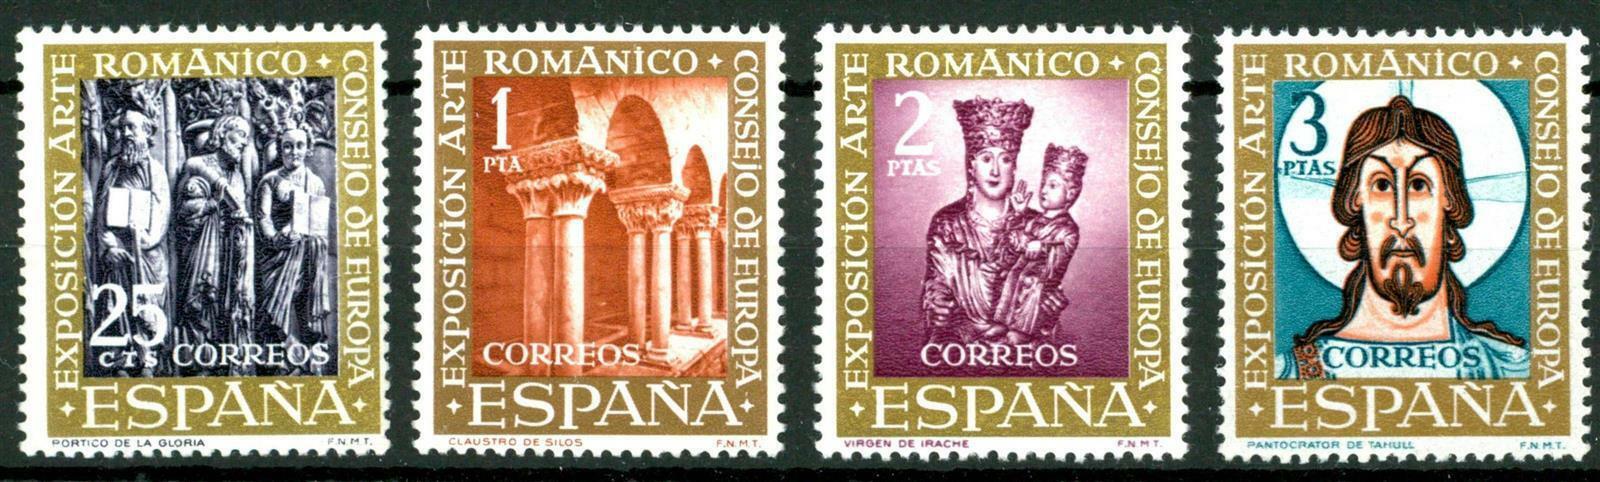 EXPOSICIÓN ARTE ROMANICO
CONSEJO DE EUROPA
25
CTS
CORREOS
ESPAÑA
PORTICO DE LA GLORIA
F.N.M.T.
EXPOSICIÓN ARTE ROMANICO
CONSEJO DE EUROPA
1
PTA
CORREOS
ESPAÑA
CLAUSTRO DE SILOS
F.N.M.T.
EXPOSICIÓN ARTE ROMANICO
CONSEJO DE EUROPA
2
PTAS
CORREOS
ESPAÑA
VIRGEN DE IRACHE
F.N.M.T.
EXPOSICIÓN ARTE ROMANICO
CONSEJO DE EUROPA
3
PTAS
CORREOS
ESPAÑA
PANTOCRATOR DE TAHULL
F.N.M.T.